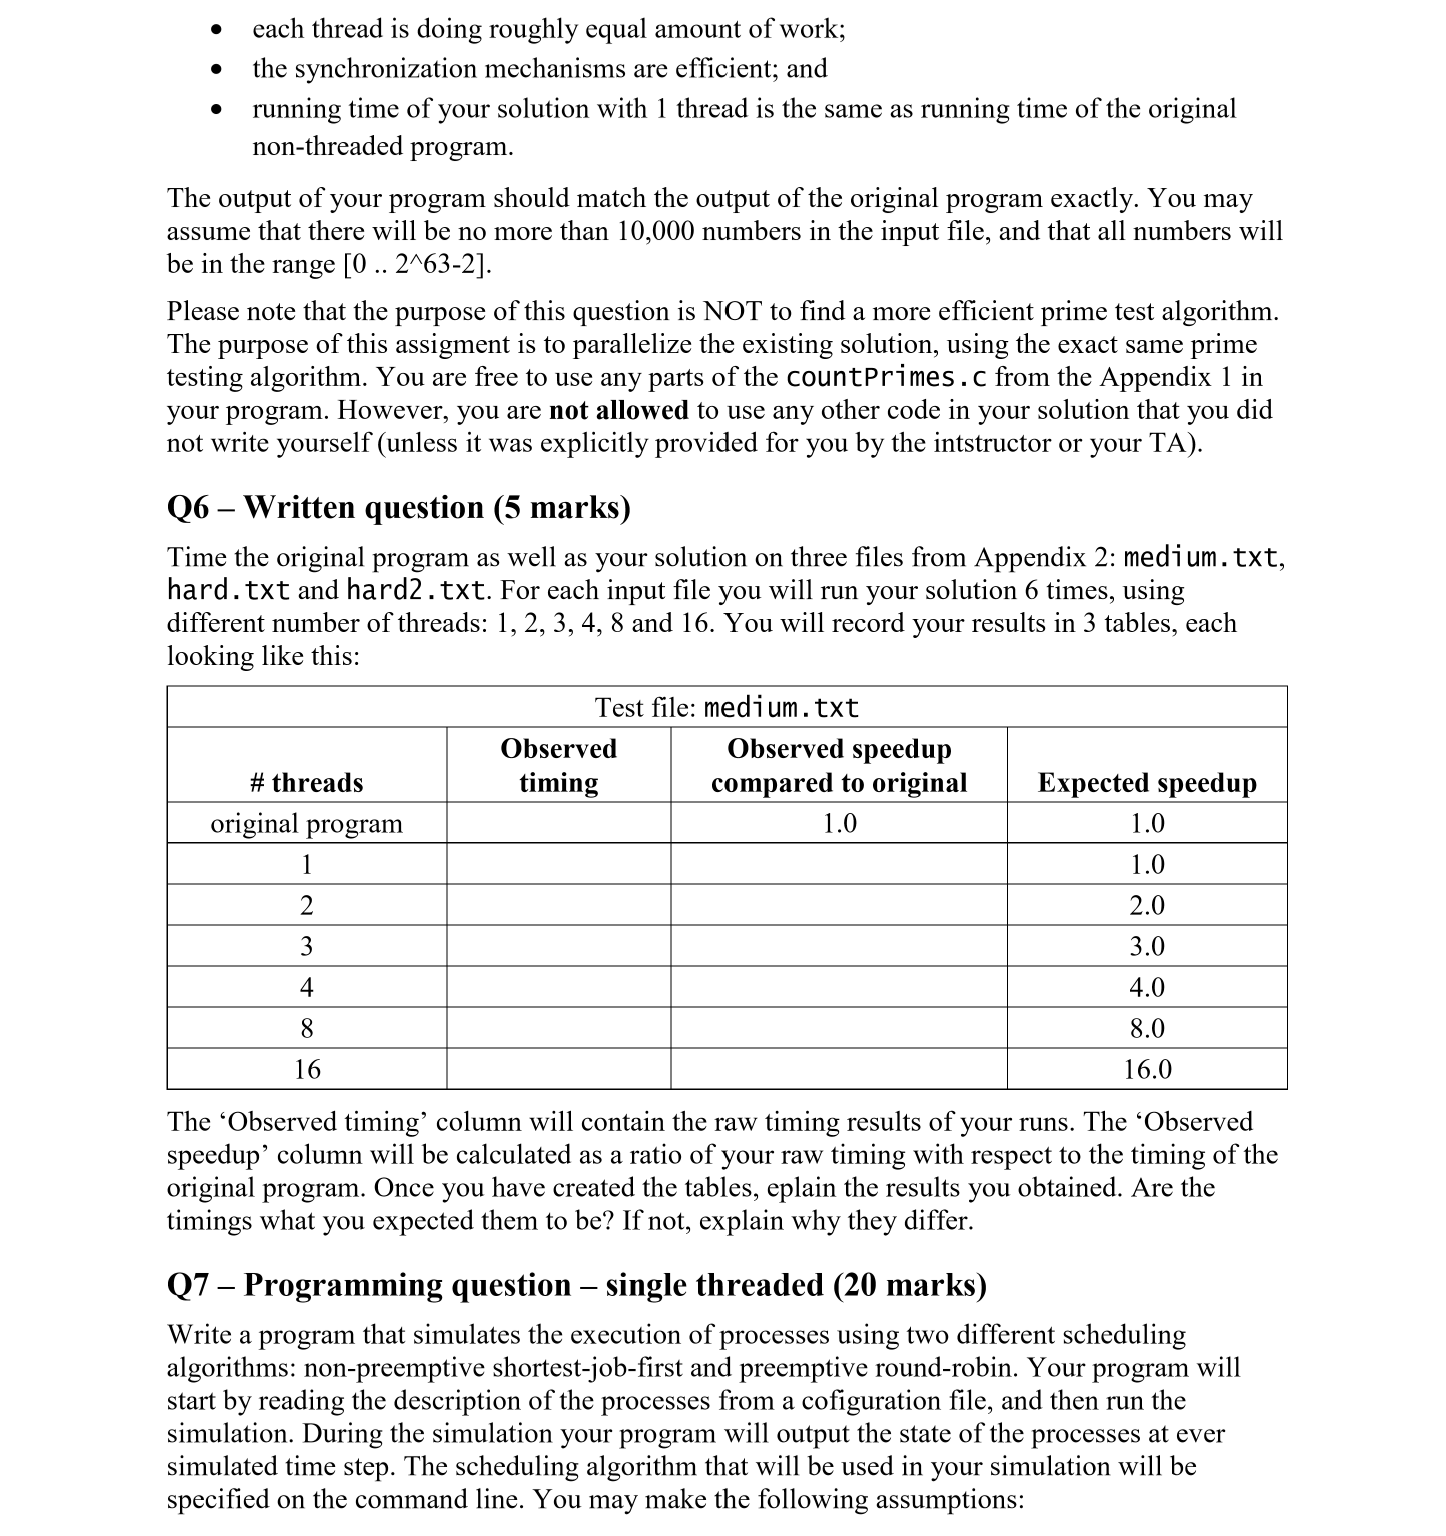 • each thread is doing roughly equal amount of work;
• the synchronization mechanisms are efficient; and
• running time of your solution with 1 thread is the same as running time of the original
non-threaded program.
The output of your program should match the output of the original program exactly. You may
assume that there will be no more than 10,000 numbers in the input file, and that all numbers will
be in the range [0 .. 2^63-2].
Please note that the purpose of this question is NOT to find a more efficient prime test algorithm.
The purpose of this assigment is to parallelize the existing solution, using the exact same prime
testing algorithm. You are free to use any parts of the countPrimes.c from the Appendix 1 in
your program. However, you are not allowed to use any other code in your solution that you did
not write yourself (unless it was explicitly provided for you by the intstructor or your TA).
Q6 – Written question (5 marks)
Time the original program as well as your solution on three files from Appendix 2: medium.txt,
hard.txt and hard2.txt. For each input file you will run your solution 6 times, using
different number of threads: 1, 2, 3, 4, 8 and 16. You will record your results in 3 tables, each
looking like this:
Test file: medium.txt
# threads Observed timing Observed speedup compared to original Expected speedup
original program 1.0 1.0
1 1.0
2 2.0
3 3.0
4 4.0
8 8.0
16 16.0
The ‘Observed timing’ column will contain the raw timing results of your runs. The ‘Observed
speedup’ column will be calculated as a ratio of your raw timing with respect to the timing of the
original program. Once you have created the tables, eplain the results you obtained. Are the
timings what you expected them to be? If not, explain why they differ.
Q7 – Programming question – single threaded (20 marks)
Write a program that simulates the execution of processes using two different scheduling
algorithms: non-preemptive shortest-job-first and preemptive round-robin. Your program will
start by reading the description of the processes from a cofiguration file, and then run the
simulation. During the simulation your program will output the state of the processes at ever
simulated time step. The scheduling algorithm that will be used in your simulation will be
specified on the command line. You may make the following assumptions: